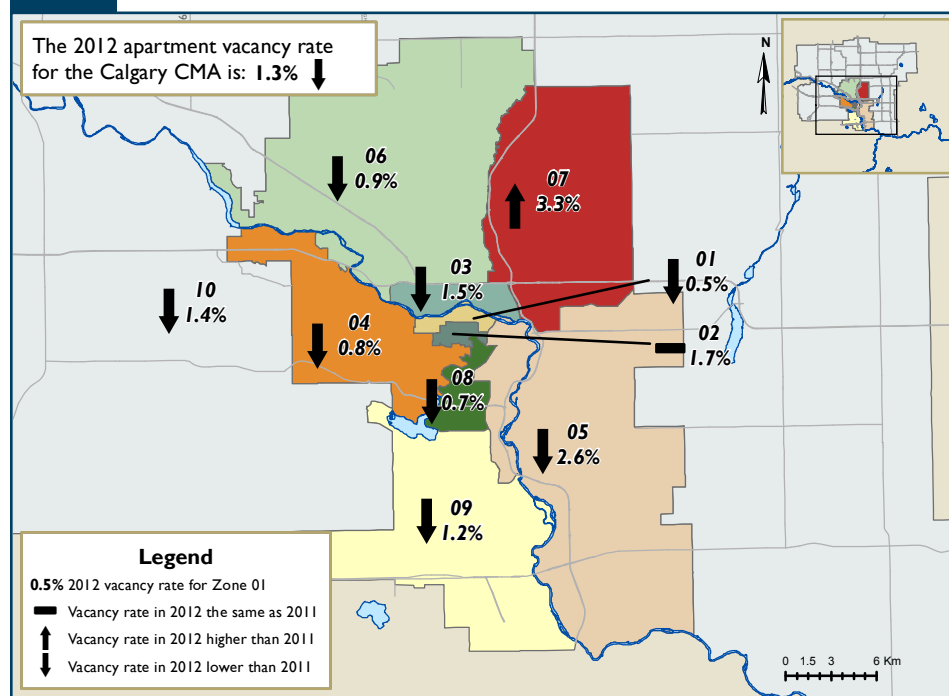 The 2012 apartment vacancy rate
for the Calgary CMA is: 1.3%
N
06
0.9%
07
3.3%
01
0.5%
03
1.5%
10
1.4%
04
0.8%
02
1.7%
08
0.7%
05
2.6%
09
1.2%
Legend
0.5% 2012 vacancy rate for Zone 01
Vacancy rate in 2012 the same as 2011
Vacancy rate in 2012 higher than 2011
Vacancy rate in 2012 lower than 2011
0 1.5 3 6 Km